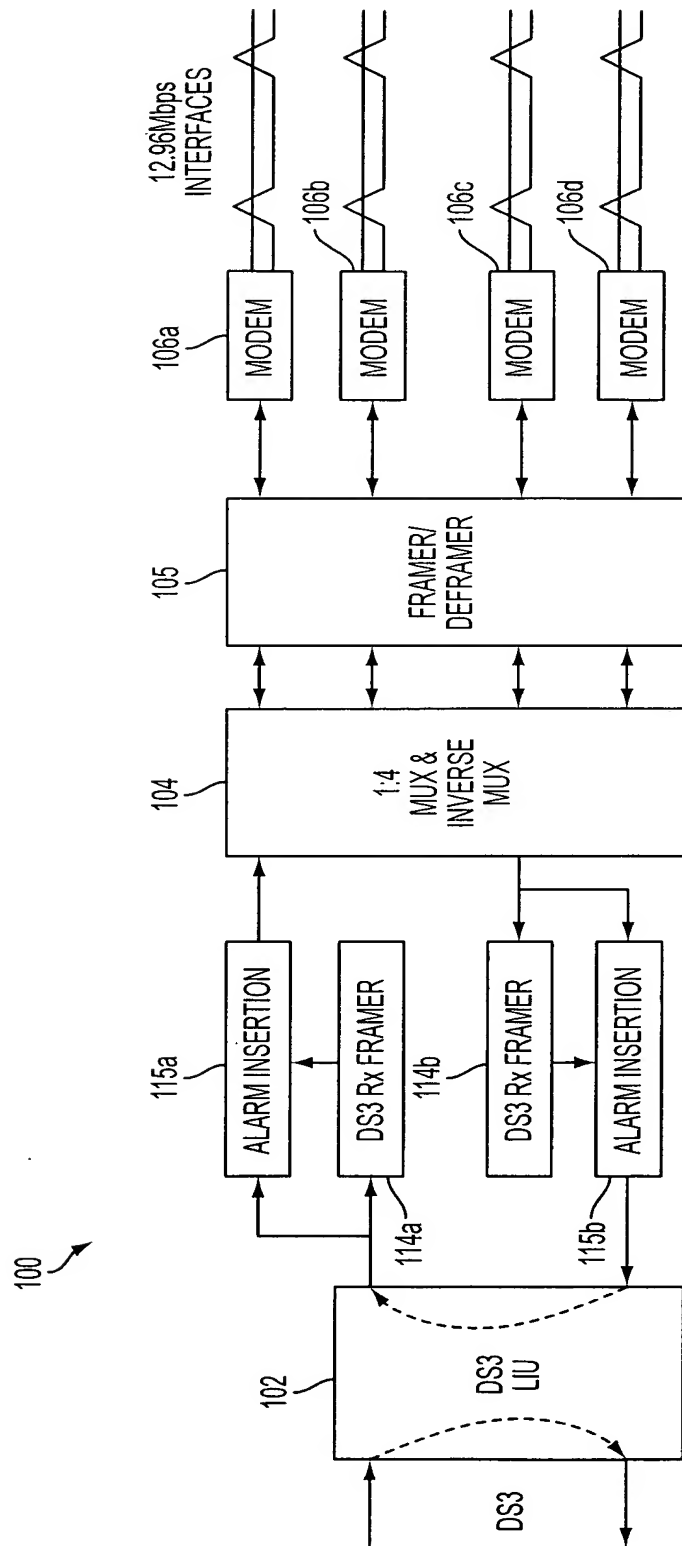 100
102
DS3
LIU
DS3
115a
ALARM INSERTION
DS3 Rx FRAMER
114a
114b
DS3 Rx FRAMER
ALARM INSERTION
115b
104
1:4
MUX &
INVERSE
MUX
105
FRAMER/
DEFRAMER
106a
MODEM
12.96Mbps
INTERFACES
106b
MODEM
106c
MODEM
106d
MODEM